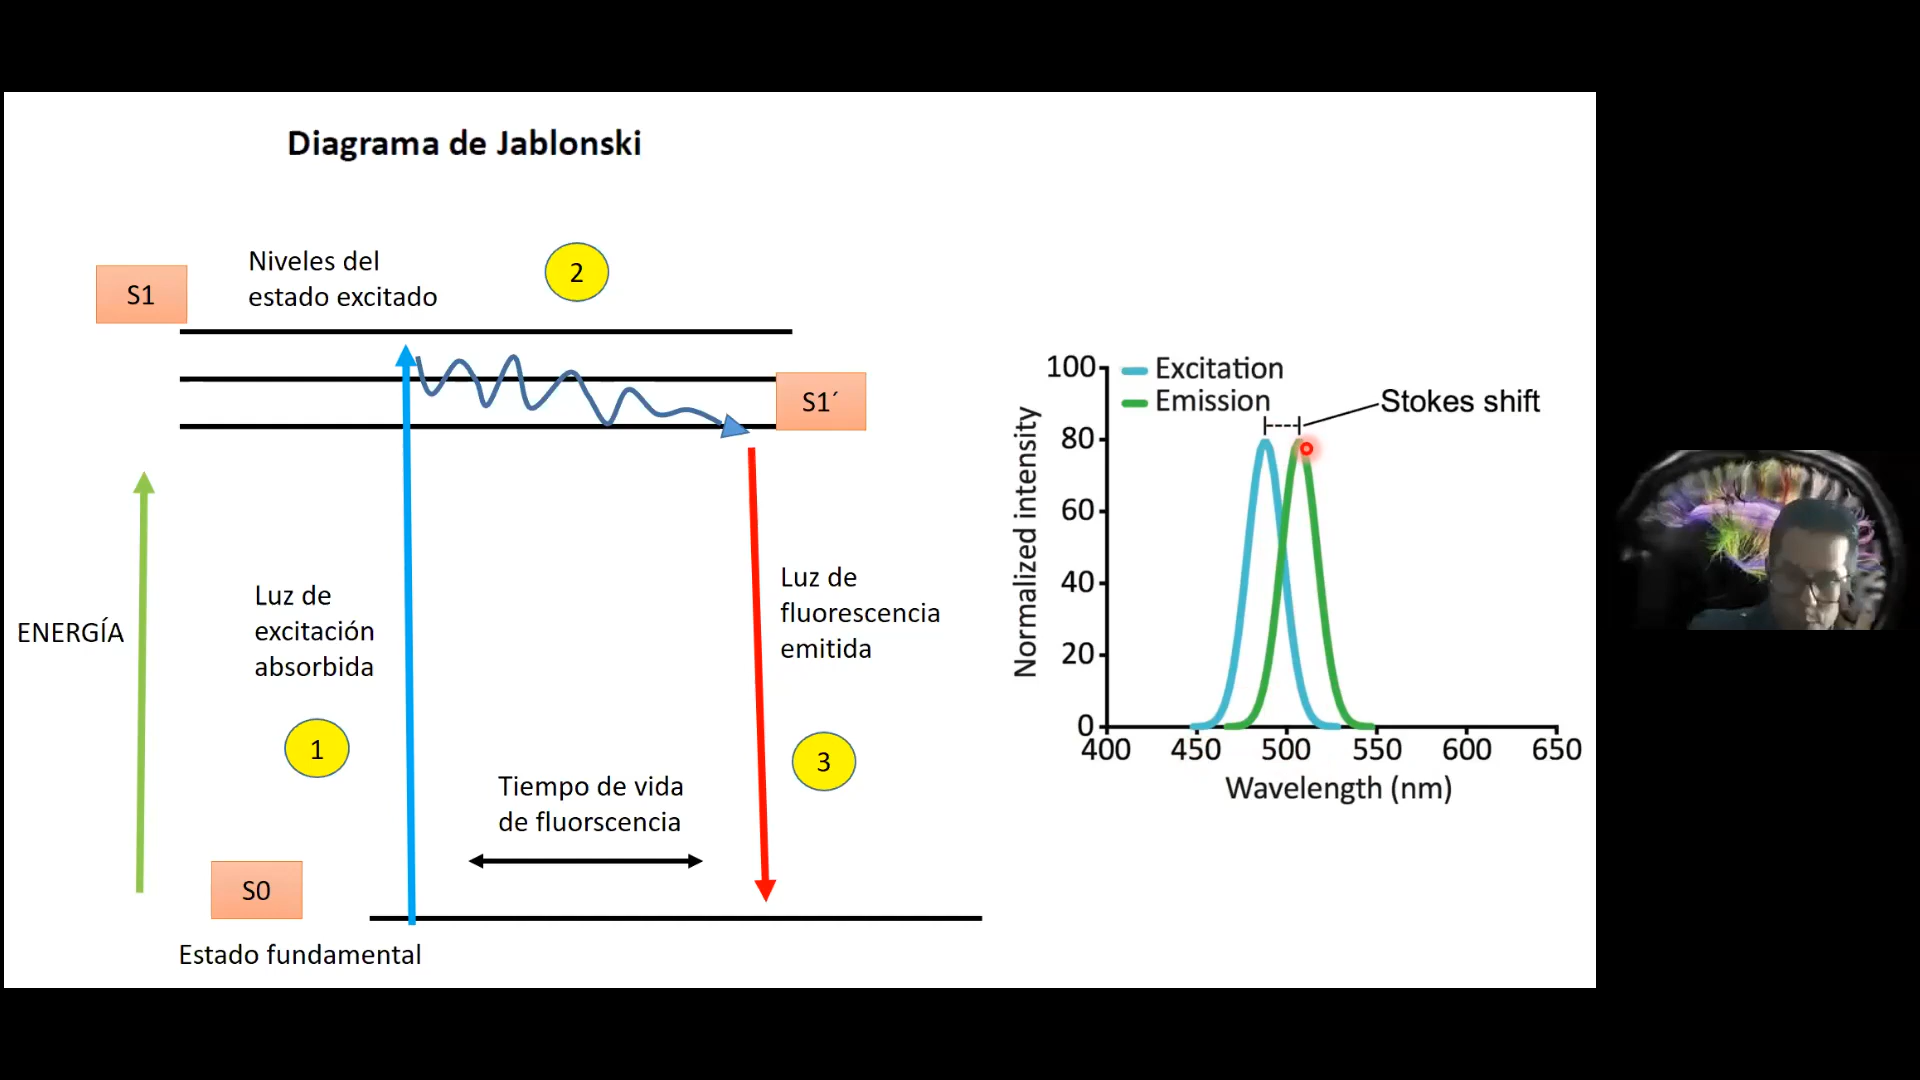 Diagrama de Jablonski
S1
Niveles del
estado excitado
2
S1´
ENERGÍA
Luz de
excitación
absorbida
1
Luz de
fluorescencia
emitida
3
Tiempo de vida
de fluorscencia
S0
Estado fundamental
Excitation
Emission
Stokes shift
Normalized intensity
100
80
60
40
20
0
400 450 500 550 600 650
Wavelength (nm)